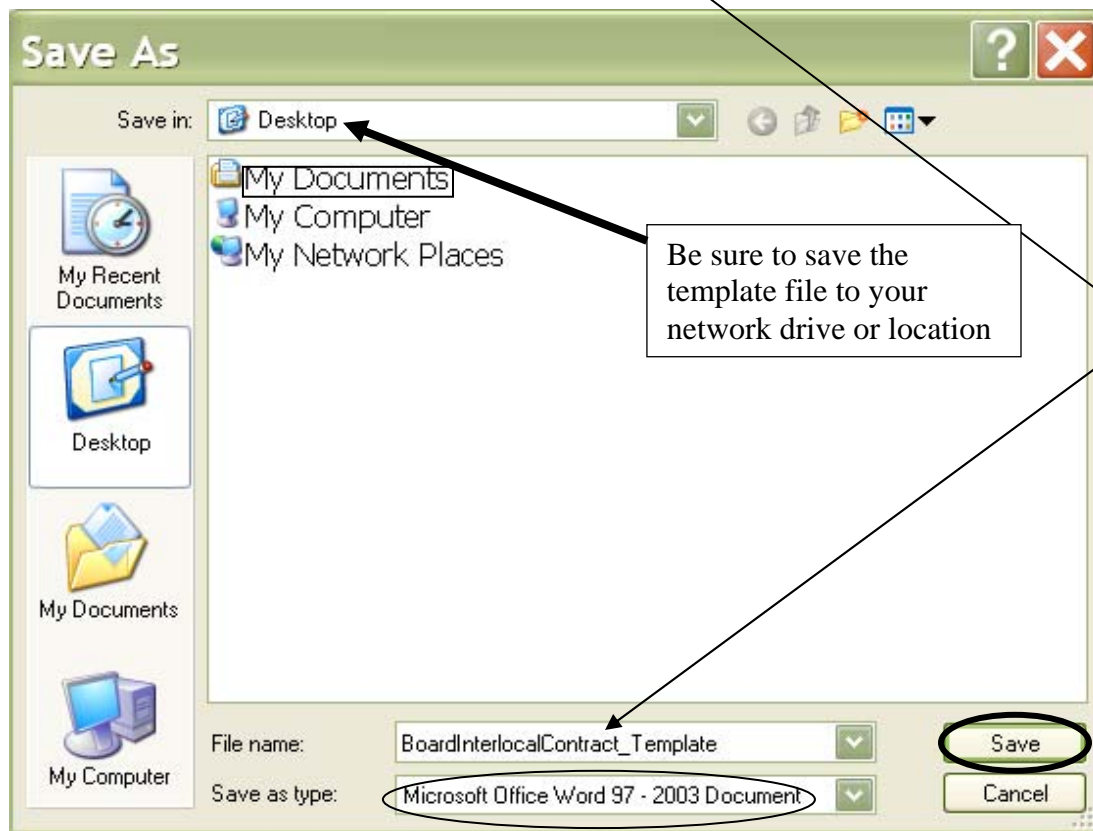 Save As
Save in:
Desktop
My Documents
My Computer
My Network Places
Be sure to save the
template file to your
network drive or location
My Recent
Documents
Desktop
My Documents
My Computer
File name:
BoardInterlocalContract_Template
Save
Save as type:
Microsoft Office Word 97 - 2003 Document
Cancel